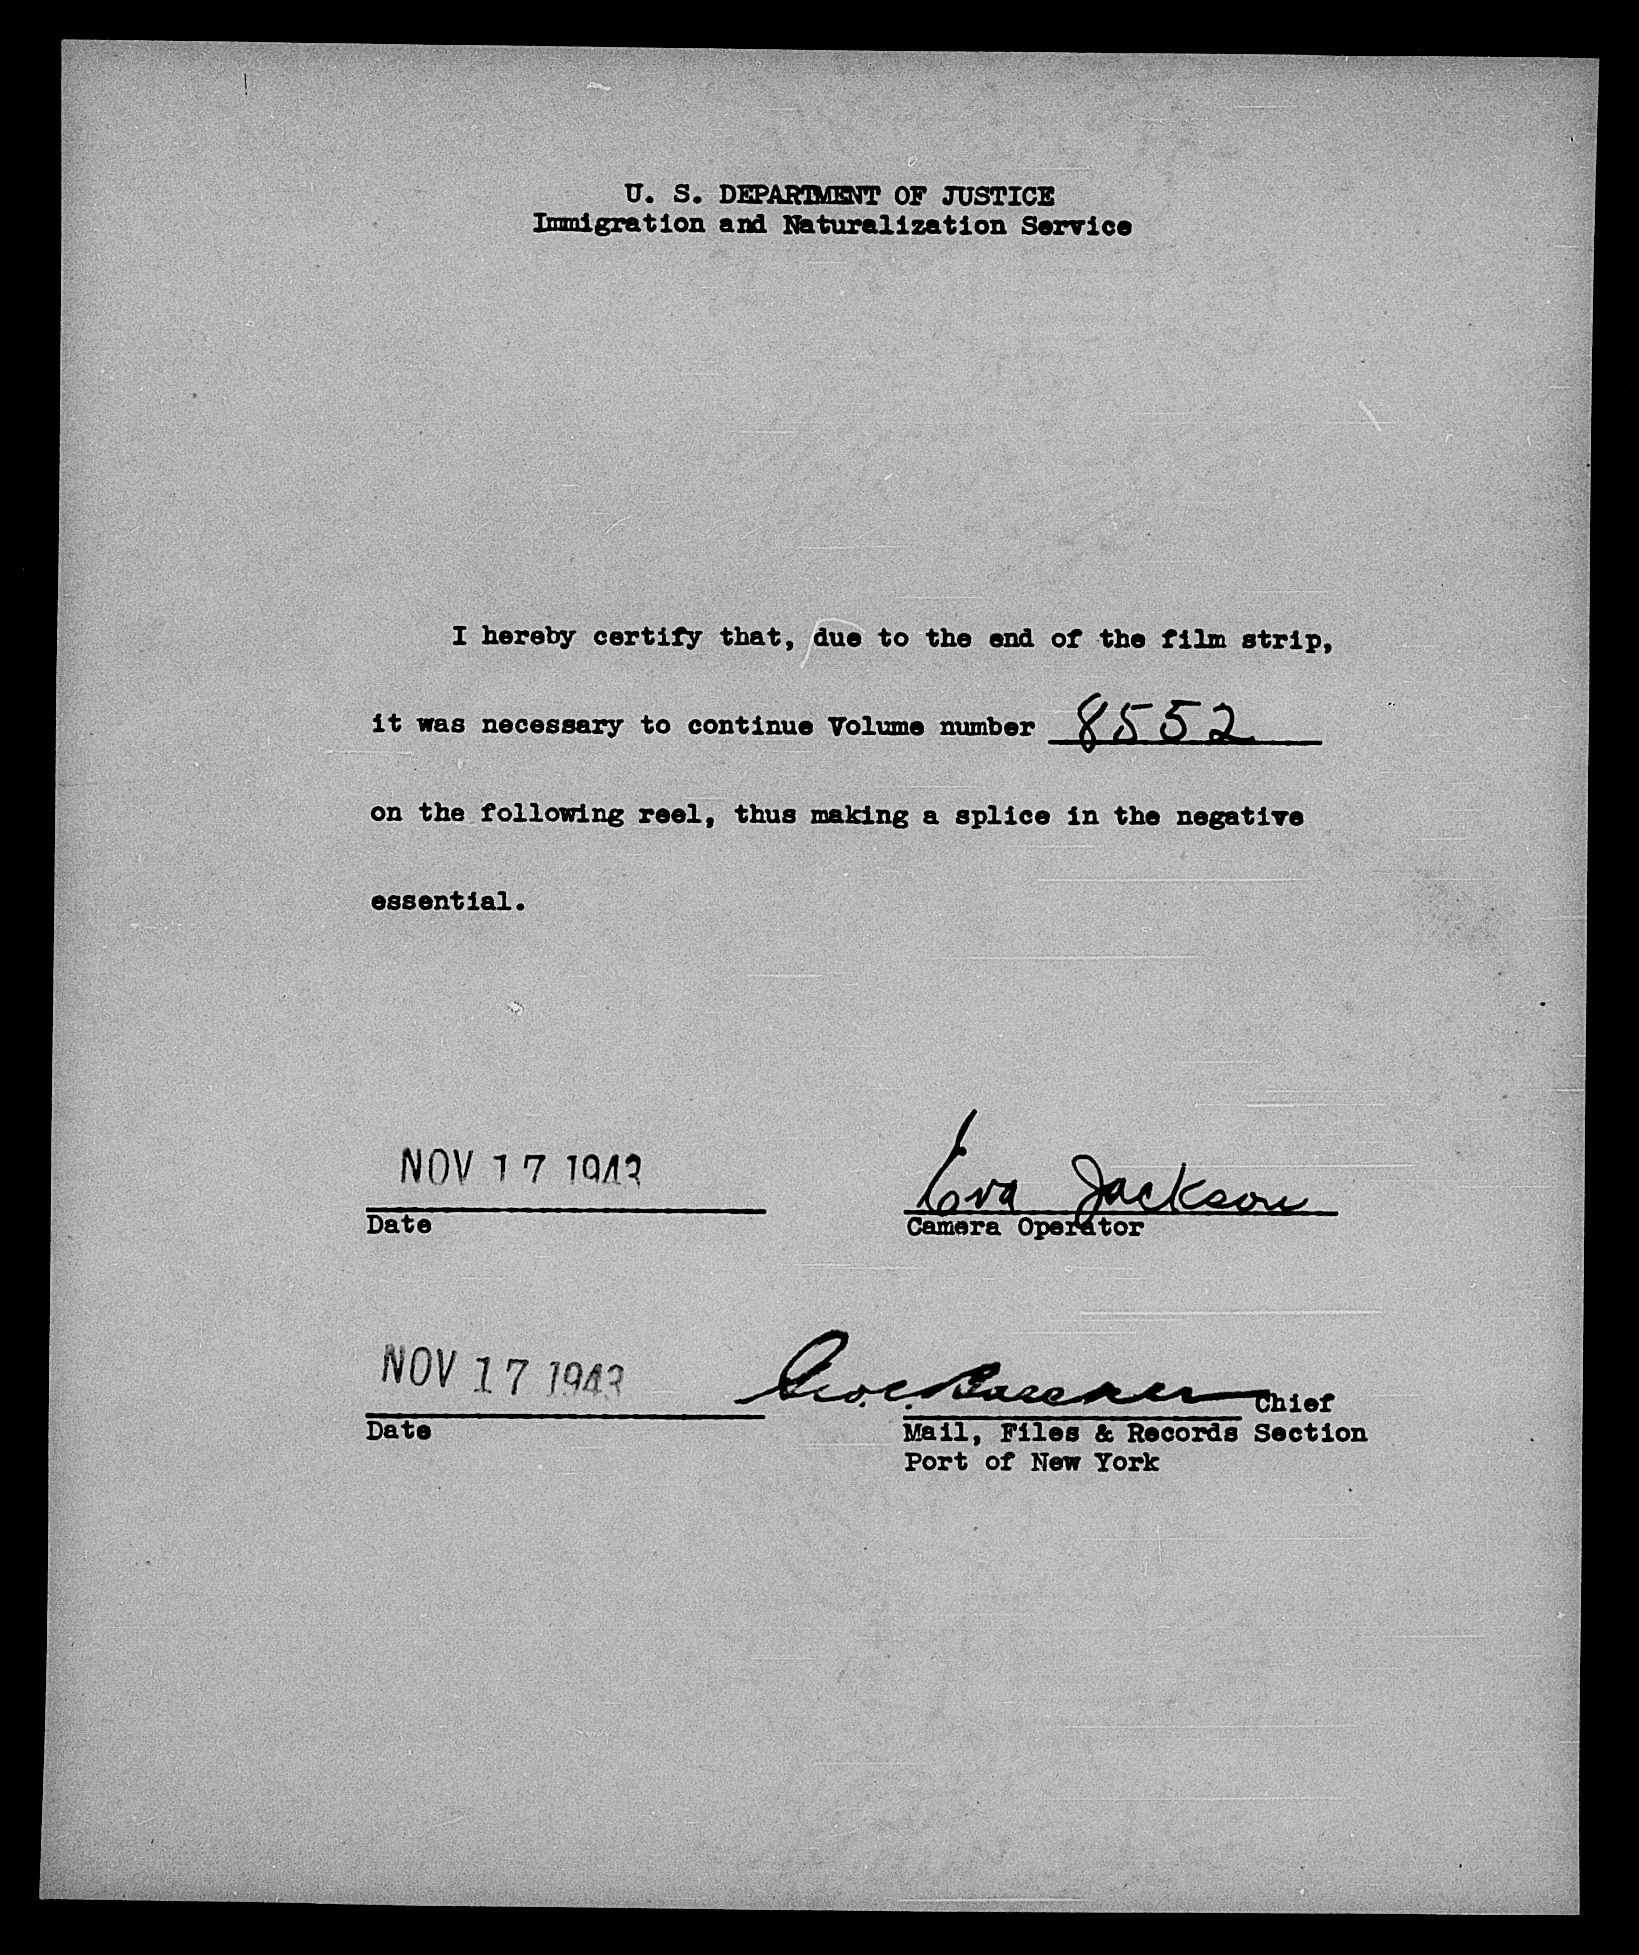 U. S. DEPARTMENT OF JUSTICE
Immigration and Naturalization Service
I hereby certify that, due to the end of the film strip,
it was necessary to continue Volume number 8552
on the following reel, thus making a splice in the negative
essential.
NOV 17 1943
Eva Jackson
Date
Camera Operator
NOV 17 1943
Geo. C.
Chief
Date
Mail, Files & Records Section
Port of New York